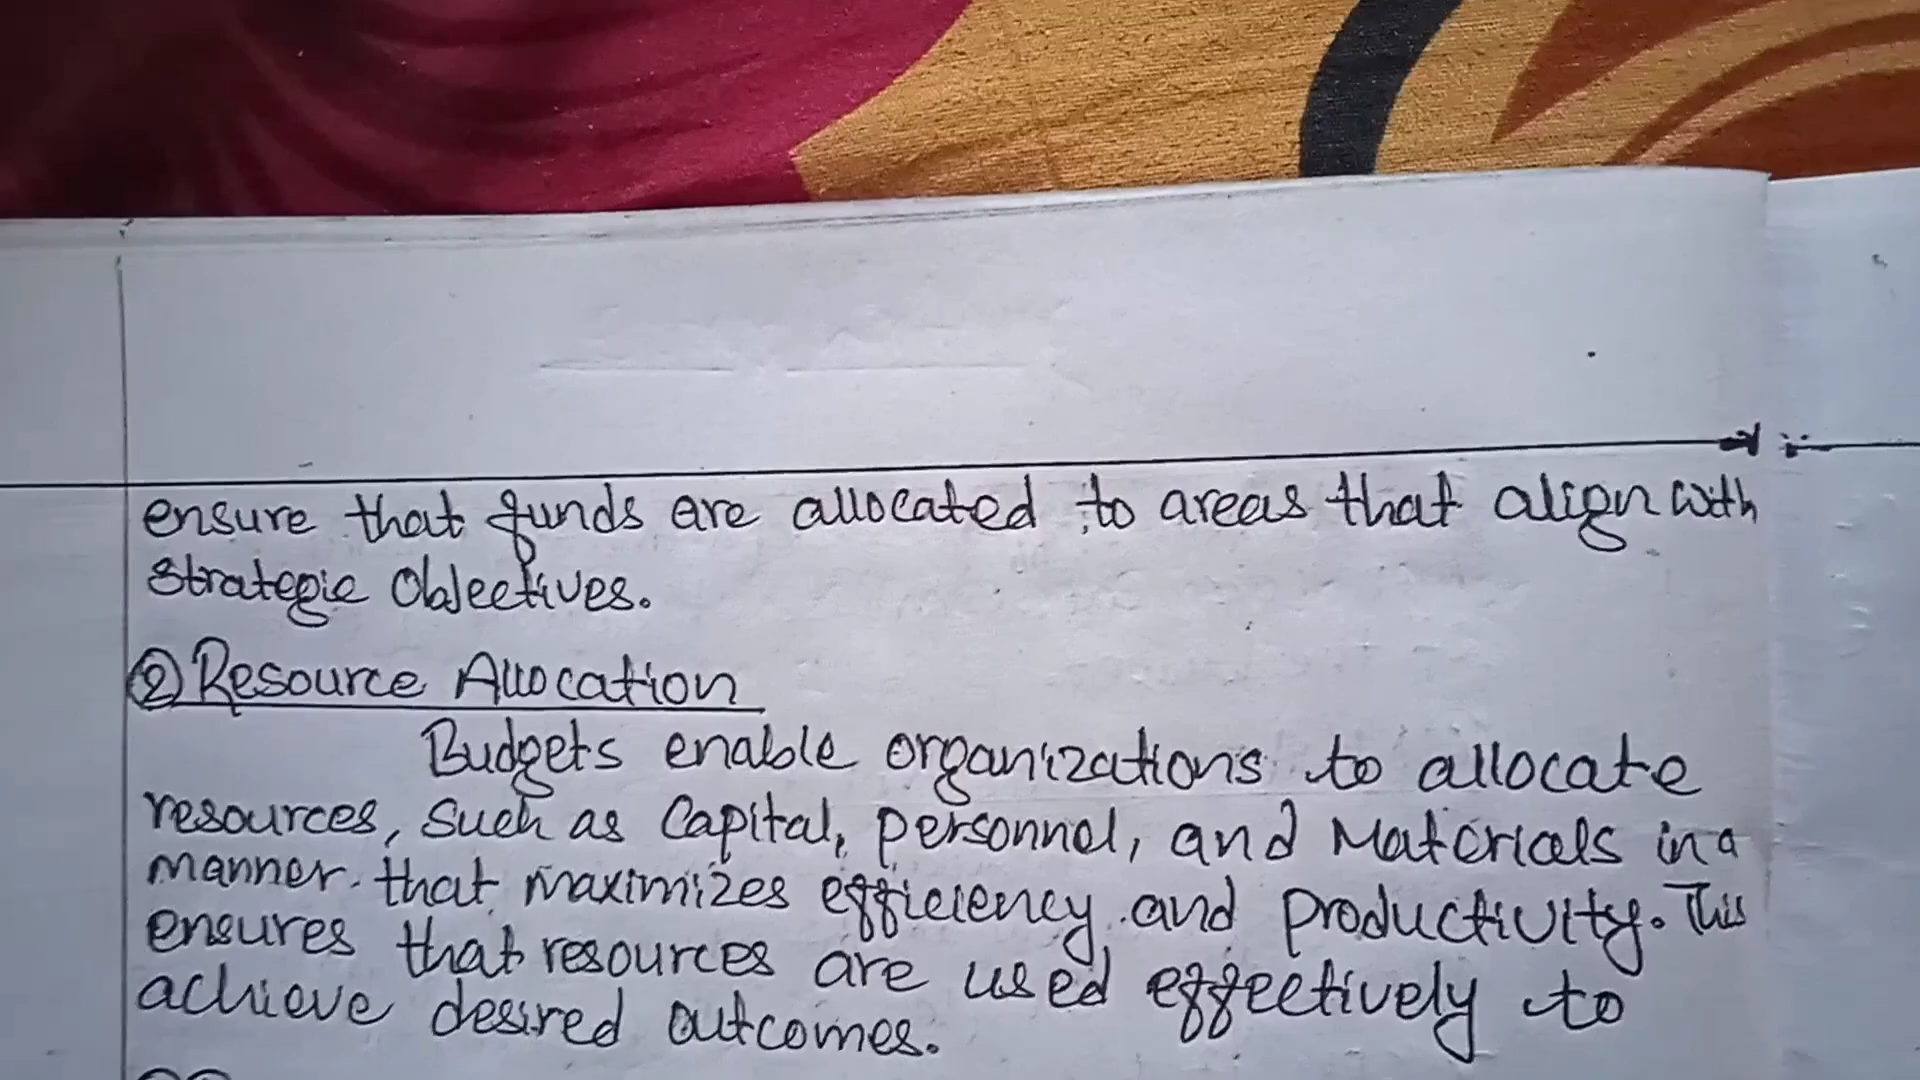 ensure that funds are allocated to areas that align with
Strategic Objectives.
② Resource Allocation
Budgets enable organizations to allocate
resources, Such as Capital, personnel, and Materials in a
manner that maximizes efficiency and productivity. This
ensures that resources are used effectively to
achieve desired outcomes.